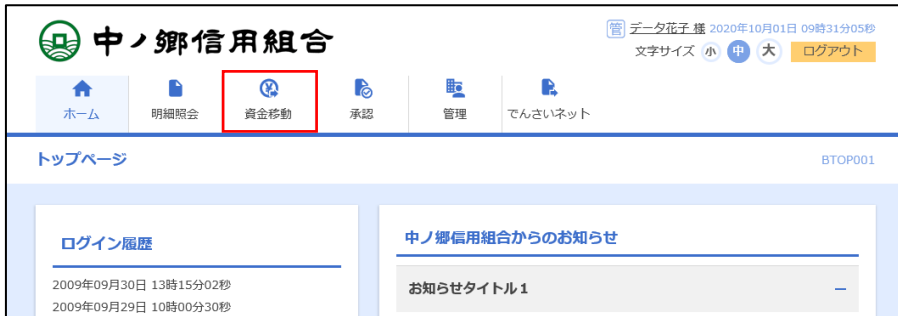 中ノ郷信用組合
管 データ花子 様 2020年10月01日 09時31分05秒
文字サイズ 小 中 大 ログアウト
ホーム 明細照会 資金移動 承認 管理 でんさいネット
トップページ BTOP001
ログイン履歴
2009年09月30日 13時15分02秒
2009年09月29日 10時00分30秒
中ノ郷信用組合からのお知らせ
お知らせタイトル1